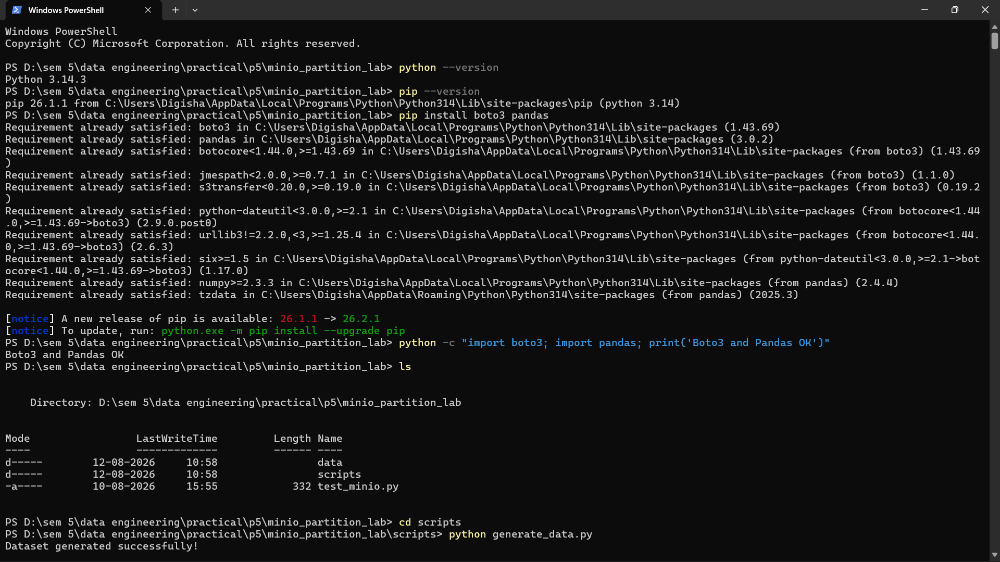 Windows PowerShell
Windows PowerShell
Copyright (C) Microsoft Corporation. All rights reserved.
PS D:\sem 5\data engineering\practical\p5\minio_partition_lab> python --version
Python 3.14.3
PS D:\sem 5\data engineering\practical\p5\minio_partition_lab> pip --version
pip 26.1.1 from C:\Users\Digisha\AppData\Local\Programs\Python\Python314\Lib\site-packages\pip (python 3.14)
PS D:\sem 5\data engineering\practical\p5\minio_partition_lab> pip install boto3 pandas
Requirement already satisfied: boto3 in C:\Users\Digisha\AppData\Local\Programs\Python\Python314\Lib\site-packages (1.43.69)
Requirement already satisfied: pandas in C:\Users\Digisha\AppData\Local\Programs\Python\Python314\Lib\site-packages (3.0.2)
Requirement already satisfied: botocore<1.44.0,>=1.43.69 in C:\Users\Digisha\AppData\Local\Programs\Python\Python314\Lib\site-packages (from boto3) (1.43.69
)
Requirement already satisfied: jmespath<2.0.0,>=0.7.1 in C:\Users\Digisha\AppData\Local\Programs\Python\Python314\Lib\site-packages (from boto3) (1.1.0)
Requirement already satisfied: s3transfer<0.20.0,>=0.19.0 in C:\Users\Digisha\AppData\Local\Programs\Python\Python314\Lib\site-packages (from boto3) (0.19.2
)
Requirement already satisfied: python-dateutil<3.0.0,>=2.1 in C:\Users\Digisha\AppData\Local\Programs\Python\Python314\Lib\site-packages (from botocore<1.44
.0,>=1.43.69->boto3) (2.9.0.post0)
Requirement already satisfied: urllib3!=2.2.0,<3,>=1.25.4 in C:\Users\Digisha\AppData\Local\Programs\Python\Python314\Lib\site-packages (from botocore<1.44.
0,>=1.43.69->boto3) (2.6.3)
Requirement already satisfied: six>=1.5 in C:\Users\Digisha\AppData\Local\Programs\Python\Python314\Lib\site-packages (from python-dateutil<3.0.0,>=2.1->bot
ocore<1.44.0,>=1.43.69->boto3) (1.17.0)
Requirement already satisfied: numpy>=2.3.3 in C:\Users\Digisha\AppData\Local\Programs\Python\Python314\Lib\site-packages (from pandas) (2.4.4)
Requirement already satisfied: tzdata in C:\Users\Digisha\AppData\Roaming\Python\Python314\site-packages (from pandas) (2025.3)
[notice] A new release of pip is available: 26.1.1 -> 26.2.1
[notice] To update, run: python.exe -m pip install --upgrade pip
PS D:\sem 5\data engineering\practical\p5\minio_partition_lab> python -c "import boto3; import pandas; print('Boto3 and Pandas OK')"
Boto3 and Pandas OK
PS D:\sem 5\data engineering\practical\p5\minio_partition_lab> ls
Directory: D:\sem 5\data engineering\practical\p5\minio_partition_lab
Mode                 LastWriteTime         Length Name
----                 -------------         ------ ----
d-----        12-08-2026     10:58                data
d-----        12-08-2026     10:58                scripts
-a----        10-08-2026     15:55            332 test_minio.py
PS D:\sem 5\data engineering\practical\p5\minio_partition_lab> cd scripts
PS D:\sem 5\data engineering\practical\p5\minio_partition_lab\scripts> python generate_data.py
Dataset generated successfully!